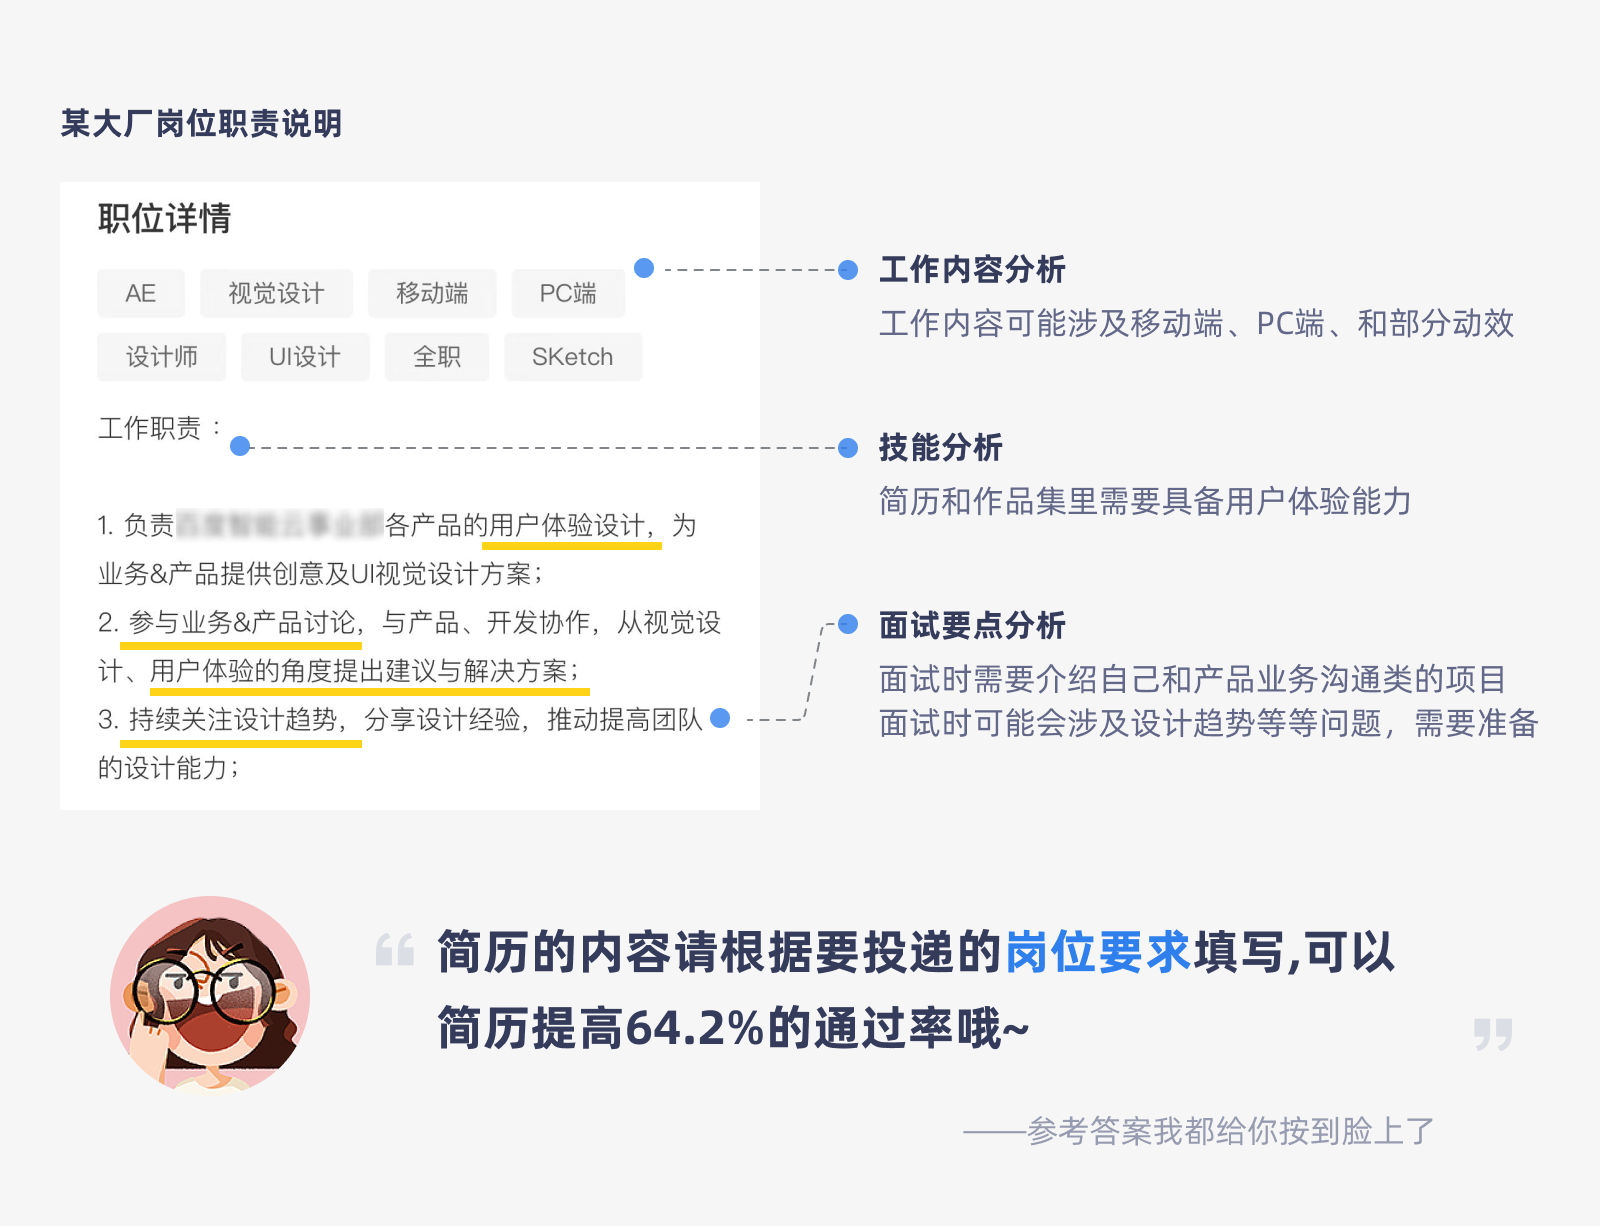 某大厂岗位职责说明
职位详情
AE
视觉设计
移动端
PC端
设计师
UI设计
全职
SKetch
工作职责：
1. 负责各产品的用户体验设计，为
业务&产品提供创意及UI视觉设计方案；
2. 参与业务&产品讨论，与产品、开发协作，从视觉设
计、用户体验的角度提出建议与解决方案；
3. 持续关注设计趋势，分享设计经验，推动提高团队
的设计能力；
工作内容分析
工作内容可能涉及移动端、PC端、和部分动效
技能分析
简历和作品集里需要具备用户体验能力
面试要点分析
面试时需要介绍自己和产品业务沟通类的项目
面试时可能会涉及设计趋势等等问题，需要准备
“简历的内容请根据要投递的岗位要求填写,可以
简历提高64.2%的通过率哦~”
——参考答案我都给你按到脸上了